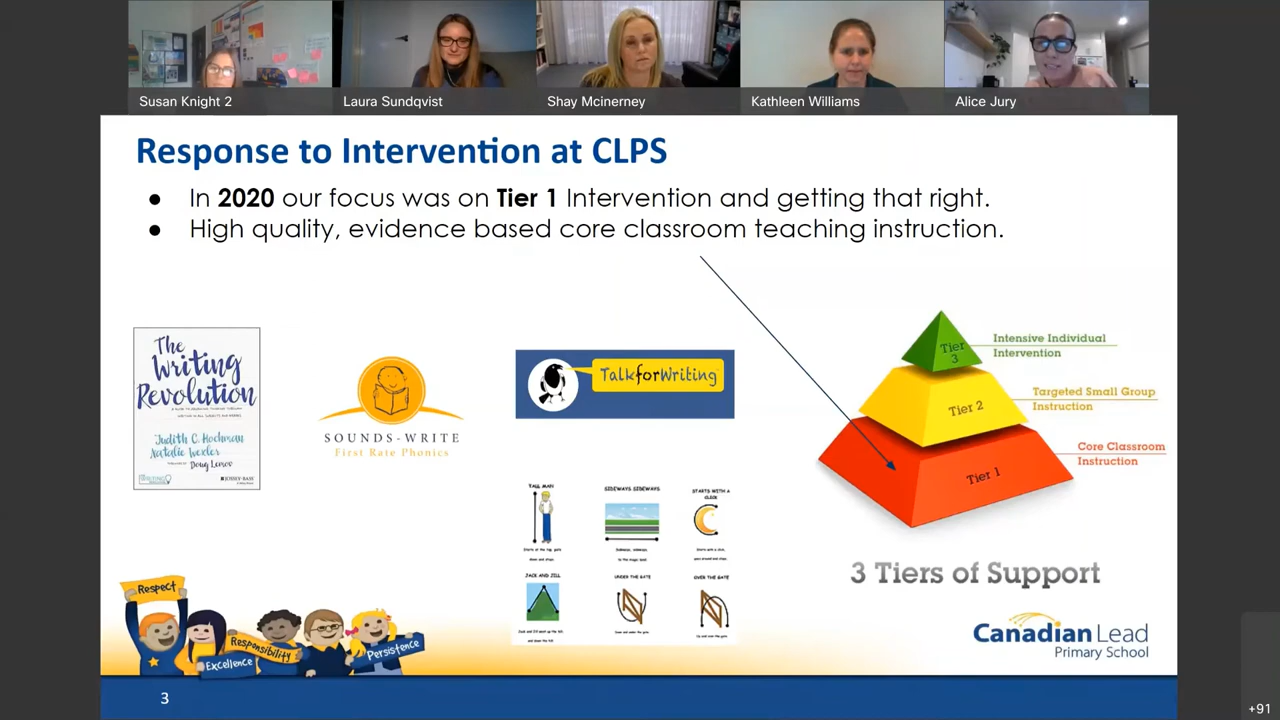 Susan Knight 2
Laura Sundqvist
Shay Mcinerney
Kathleen Williams
Alice Jury
Response to Intervention at CLPS
● In 2020 our focus was on Tier 1 Intervention and getting that right.
● High quality, evidence based core classroom teaching instruction.
The
Writing
Revolution
Judith C. Hochman
Natalie Wexler
Doug Lemov
JOSSEY-BASS
SOUNDS-WRITE
First Rate Phonics
TalkforWriting
TALL MAN
SIDEWAYS SIDEWAYS
STARTS WITH A
JACK AND JILL
UNDER THE GATE
OVER THE GATE
Tier
3
Intensive Individual
Intervention
Tier 2
Targeted Small Group
Instruction
Tier 1
Core Classroom
Instruction
3 Tiers of Support
Respect
Excellence
Responsibility
Persistence
Canadian Lead
Primary School
3
+91